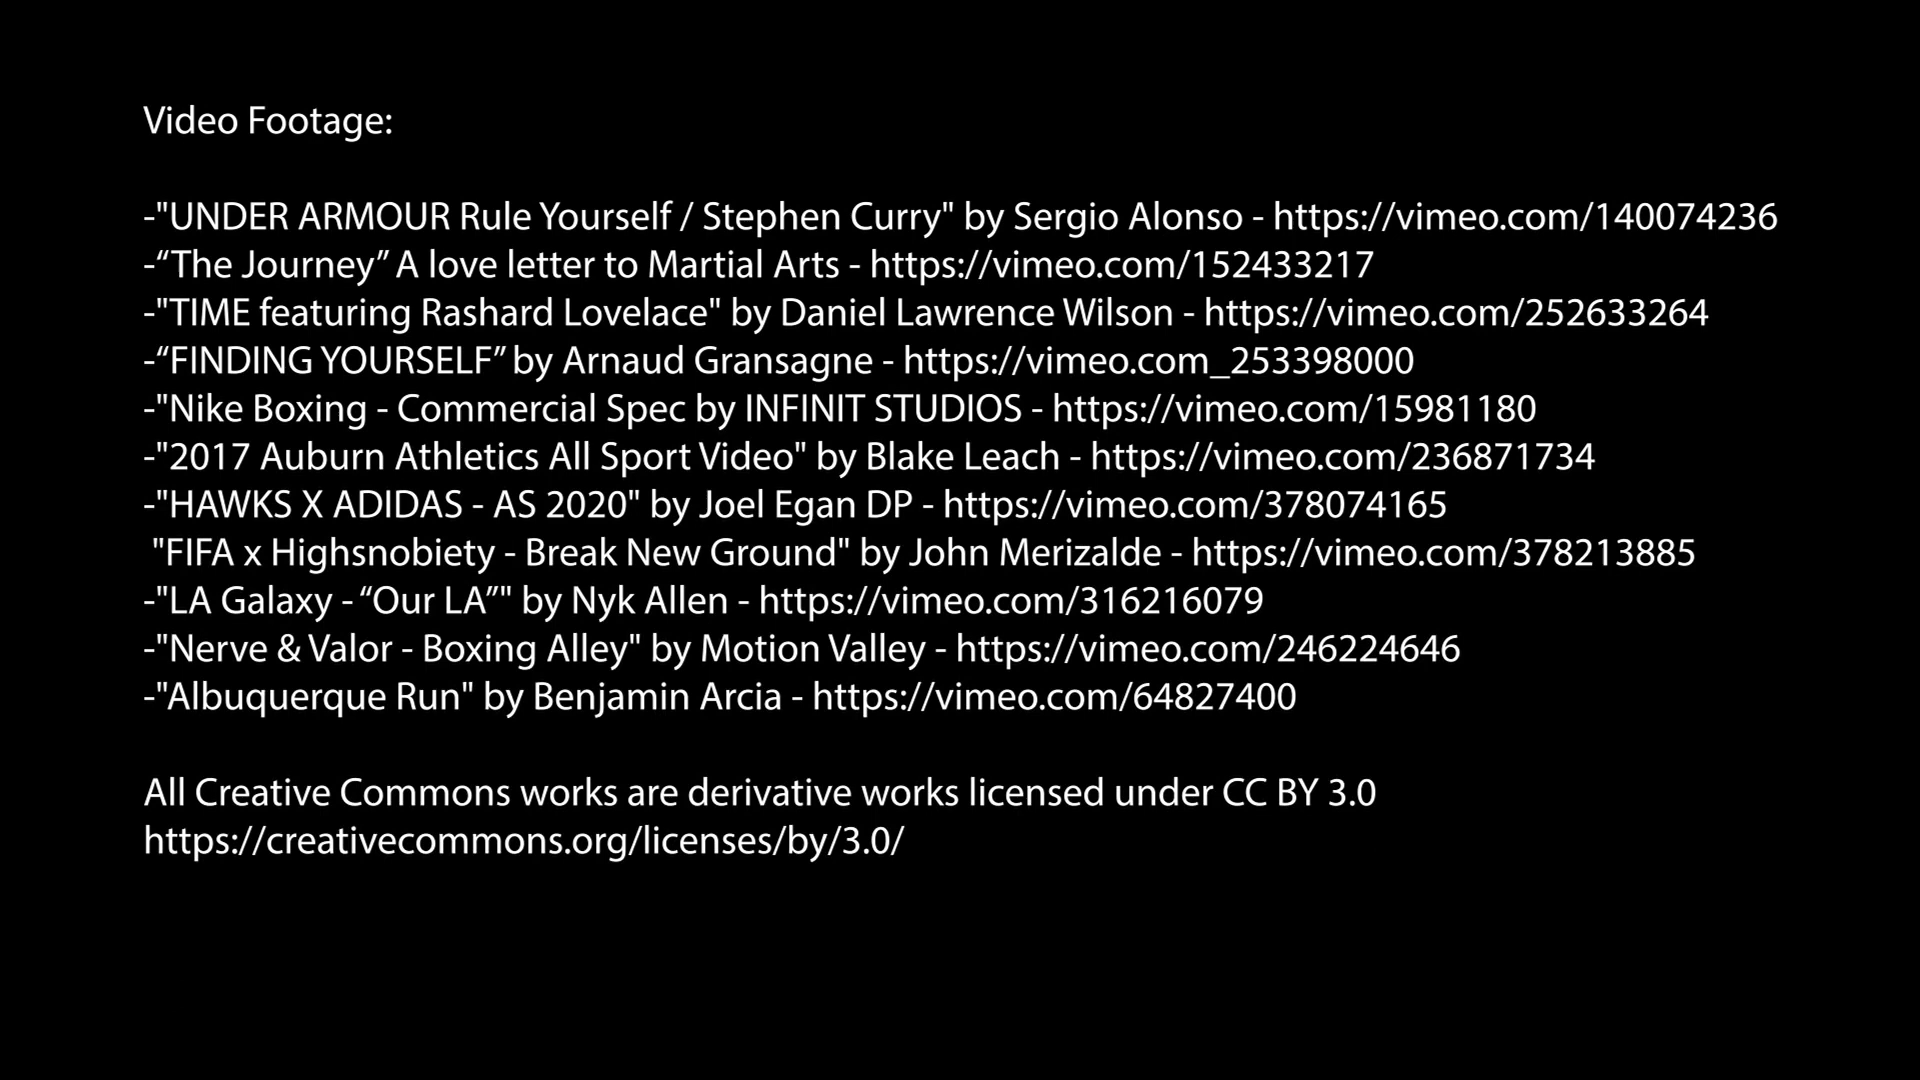 Video Footage:
-"UNDER ARMOUR Rule Yourself / Stephen Curry" by Sergio Alonso - https://vimeo.com/140074236
-“The Journey” A love letter to Martial Arts - https://vimeo.com/152433217
-"TIME featuring Rashard Lovelace" by Daniel Lawrence Wilson - https://vimeo.com/252633264
-“FINDING YOURSELF” by Arnaud Gransagne - https://vimeo.com_253398000
-"Nike Boxing - Commercial Spec by INFINIT STUDIOS - https://vimeo.com/15981180
-"2017 Auburn Athletics All Sport Video" by Blake Leach - https://vimeo.com/236871734
-"HAWKS X ADIDAS - AS 2020" by Joel Egan DP - https://vimeo.com/378074165
"FIFA x Highsnobiety - Break New Ground" by John Merizalde - https://vimeo.com/378213885
-"LA Galaxy - “Our LA”" by Nyk Allen - https://vimeo.com/316216079
-"Nerve & Valor - Boxing Alley" by Motion Valley - https://vimeo.com/246224646
-"Albuquerque Run" by Benjamin Arcia - https://vimeo.com/64827400
All Creative Commons works are derivative works licensed under CC BY 3.0
https://creativecommons.org/licenses/by/3.0/